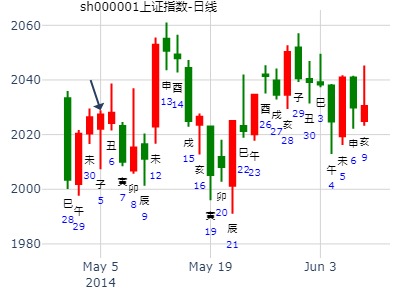 sh000001上证指数-日线
2060
2040
2020
2000
1980
巳
28
午
29
未
30
子
5
丑
6
寅
7
卯
8
辰
9
未
12
申
13
酉
14
戌
15
亥
16
寅
19
卯
20
辰
21
巳
22
午
23
酉
26
戌
27
亥
28
子
29
丑
30
巳
3
午
4
未
5
申
6
亥
9
May 5
2014
May 19
Jun 3